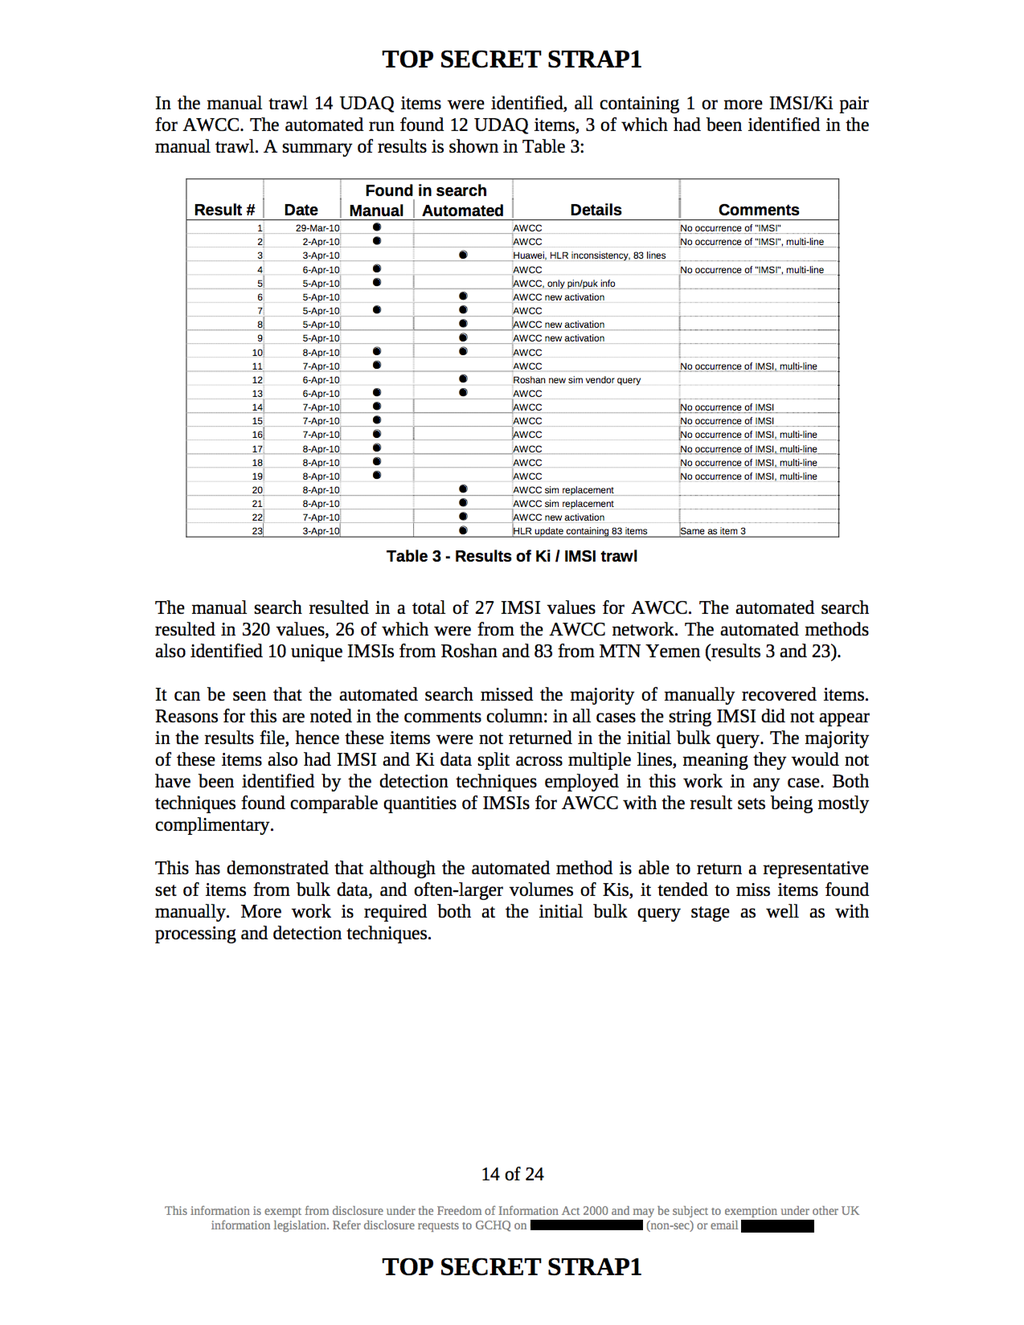 TOP SECRET STRAP1
In the manual trawl 14 UDAQ items were identified, all containing 1 or more IMSI/Ki pair
for AWCC. The automated run found 12 UDAQ items, 3 of which had been identified in the
manual trawl. A summary of results is shown in Table 3:
Found in search
Result # Date Manual Automated Details Comments
1 29-Mar-10 ● AWCC No occurrence of "IMSI"
2 2-Apr-10 ● AWCC No occurrence of "IMSI", multi-line
3 3-Apr-10 ● Huawei, HLR inconsistency, 83 lines
4 6-Apr-10 ● AWCC No occurrence of "IMSI", multi-line
5 5-Apr-10 ● AWCC, only pin/puk info
6 5-Apr-10 ● AWCC new activation
7 5-Apr-10 ● ● AWCC
8 5-Apr-10 ● AWCC new activation
9 5-Apr-10 ● AWCC new activation
10 8-Apr-10 ● ● AWCC
11 7-Apr-10 ● AWCC No occurrence of IMSI, multi-line
12 6-Apr-10 ● Roshan new sim vendor query
13 6-Apr-10 ● ● AWCC
14 7-Apr-10 ● AWCC No occurrence of IMSI
15 7-Apr-10 ● AWCC No occurrence of IMSI
16 7-Apr-10 ● AWCC No occurrence of IMSI, multi-line
17 8-Apr-10 ● AWCC No occurrence of IMSI, multi-line
18 8-Apr-10 ● AWCC No occurrence of IMSI, multi-line
19 8-Apr-10 ● AWCC No occurrence of IMSI, multi-line
20 8-Apr-10 ● AWCC sim replacement
21 8-Apr-10 ● AWCC sim replacement
22 7-Apr-10 ● AWCC new activation
23 3-Apr-10 ● HLR update containing 83 items Same as item 3
Table 3 - Results of Ki / IMSI trawl
The manual search resulted in a total of 27 IMSI values for AWCC. The automated search
resulted in 320 values, 26 of which were from the AWCC network. The automated methods
also identified 10 unique IMSIs from Roshan and 83 from MTN Yemen (results 3 and 23).
It can be seen that the automated search missed the majority of manually recovered items.
Reasons for this are noted in the comments column: in all cases the string IMSI did not appear
in the results file, hence these items were not returned in the initial bulk query. The majority
of these items also had IMSI and Ki data split across multiple lines, meaning they would not
have been identified by the detection techniques employed in this work in any case. Both
techniques found comparable quantities of IMSIs for AWCC with the result sets being mostly
complimentary.
This has demonstrated that although the automated method is able to return a representative
set of items from bulk data, and often-larger volumes of Kis, it tended to miss items found
manually. More work is required both at the initial bulk query stage as well as with
processing and detection techniques.
14 of 24
This information is exempt from disclosure under the Freedom of Information Act 2000 and may be subject to exemption under other UK
information legislation. Refer disclosure requests to GCHQ on (non-sec) or email
TOP SECRET STRAP1